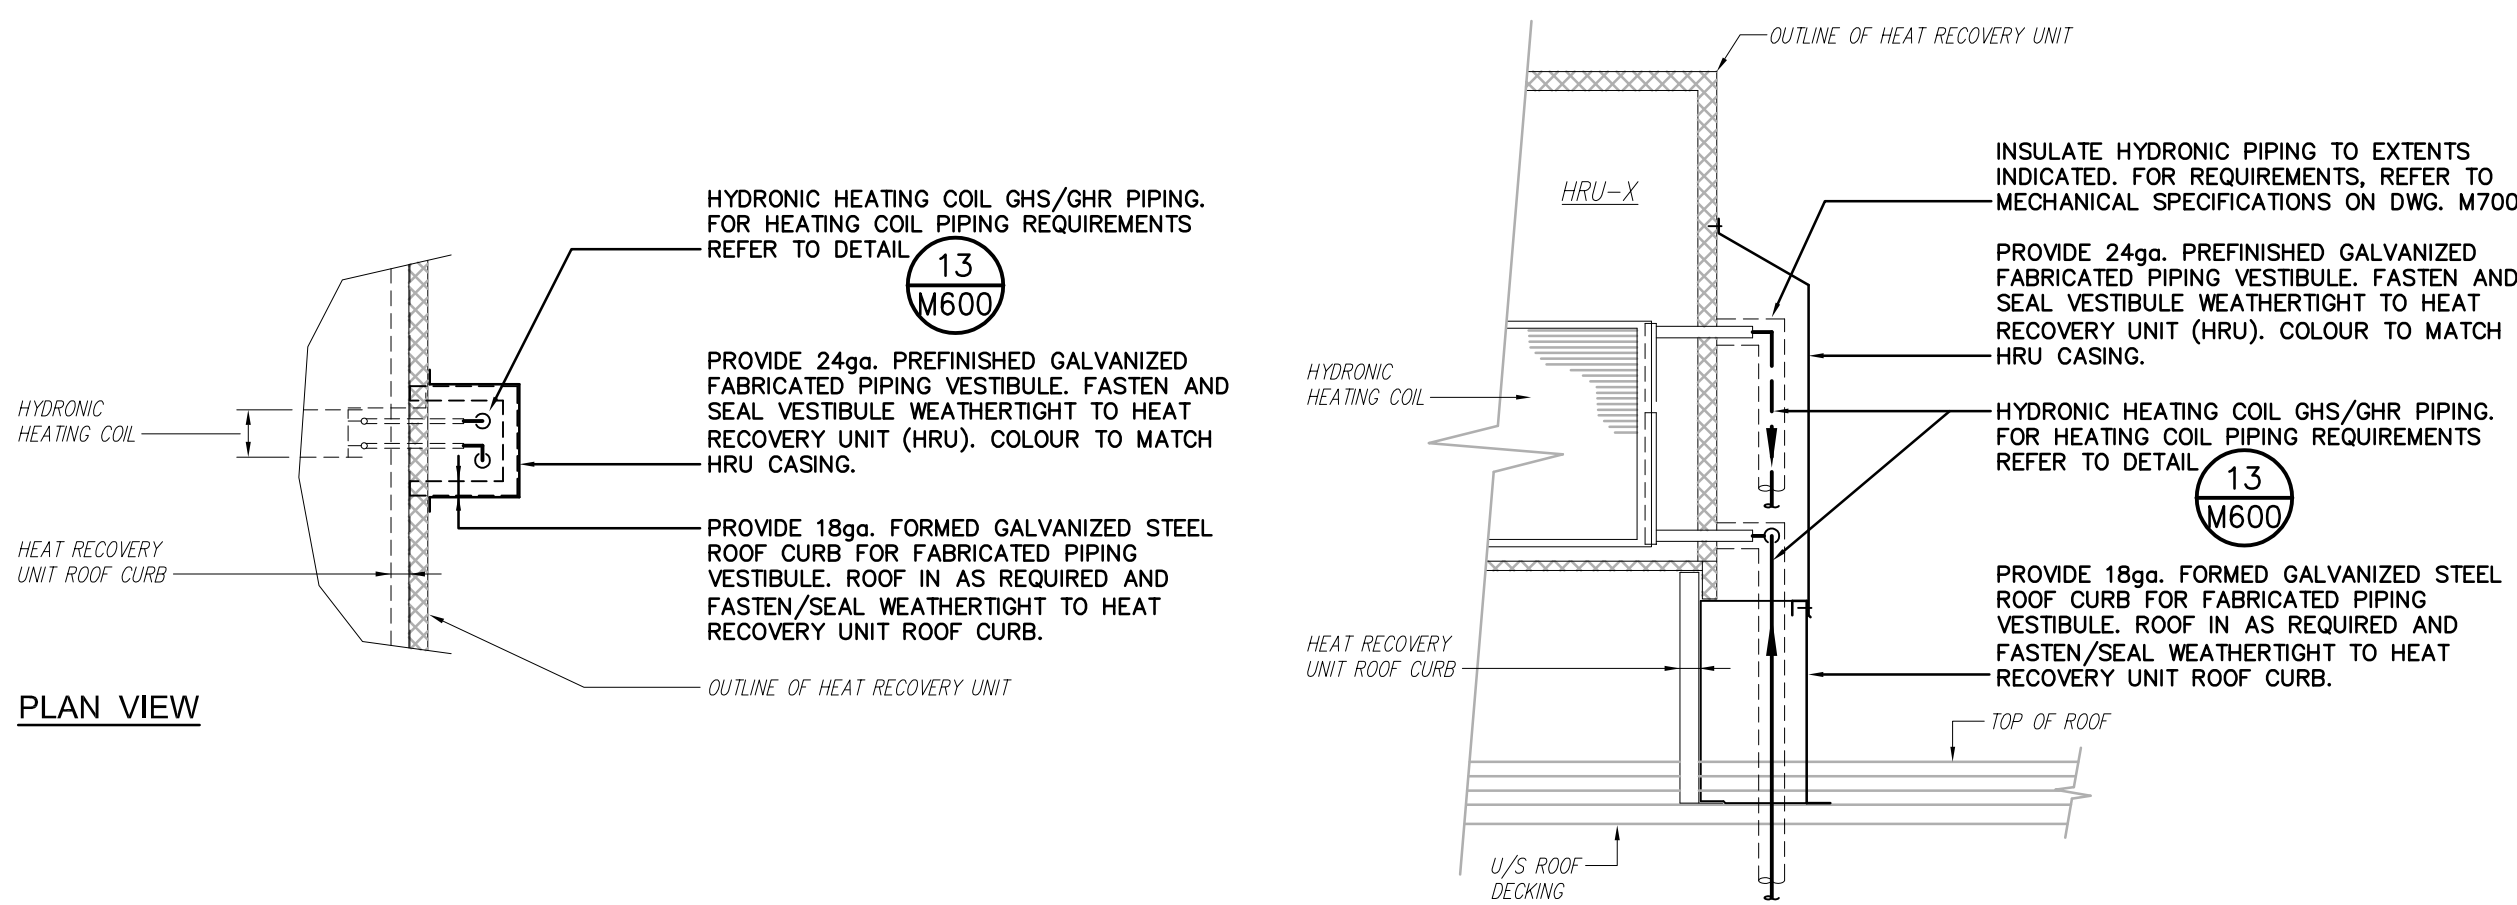 HYDRONIC HEATING COIL GHS/GHR PIPING.
FOR HEATING COIL PIPING REQUIREMENTS
REFER TO DETAIL
13
M600
PROVIDE 24ga. PREFINISHED GALVANIZED
FABRICATED PIPING VESTIBULE. FASTEN AND
SEAL VESTIBULE WEATHERTIGHT TO HEAT
RECOVERY UNIT (HRU). COLOUR TO MATCH
HRU CASING.
HYDRONIC
HEATING COIL
PROVIDE 18ga. FORMED GALVANIZED STEEL
ROOF CURB FOR FABRICATED PIPING
VESTIBULE. ROOF IN AS REQUIRED AND
FASTEN/SEAL WEATHERTIGHT TO HEAT
RECOVERY UNIT ROOF CURB.
HEAT RECOVERY
UNIT ROOF CURB
OUTLINE OF HEAT RECOVERY UNIT
PLAN VIEW
OUTLINE OF HEAT RECOVERY UNIT
HRU-X
INSULATE HYDRONIC PIPING TO EXTENTS
INDICATED. FOR REQUIREMENTS, REFER TO
MECHANICAL SPECIFICATIONS ON DWG. M700
PROVIDE 24ga. PREFINISHED GALVANIZED
FABRICATED PIPING VESTIBULE. FASTEN AND
SEAL VESTIBULE WEATHERTIGHT TO HEAT
RECOVERY UNIT (HRU). COLOUR TO MATCH
HRU CASING.
HYDRONIC
HEATING COIL
HYDRONIC HEATING COIL GHS/GHR PIPING.
FOR HEATING COIL PIPING REQUIREMENTS
REFER TO DETAIL
13
M600
PROVIDE 18ga. FORMED GALVANIZED STEEL
ROOF CURB FOR FABRICATED PIPING
VESTIBULE. ROOF IN AS REQUIRED AND
FASTEN/SEAL WEATHERTIGHT TO HEAT
RECOVERY UNIT ROOF CURB.
HEAT RECOVERY
UNIT ROOF CURB
TOP OF ROOF
U/S ROOF
DECKING